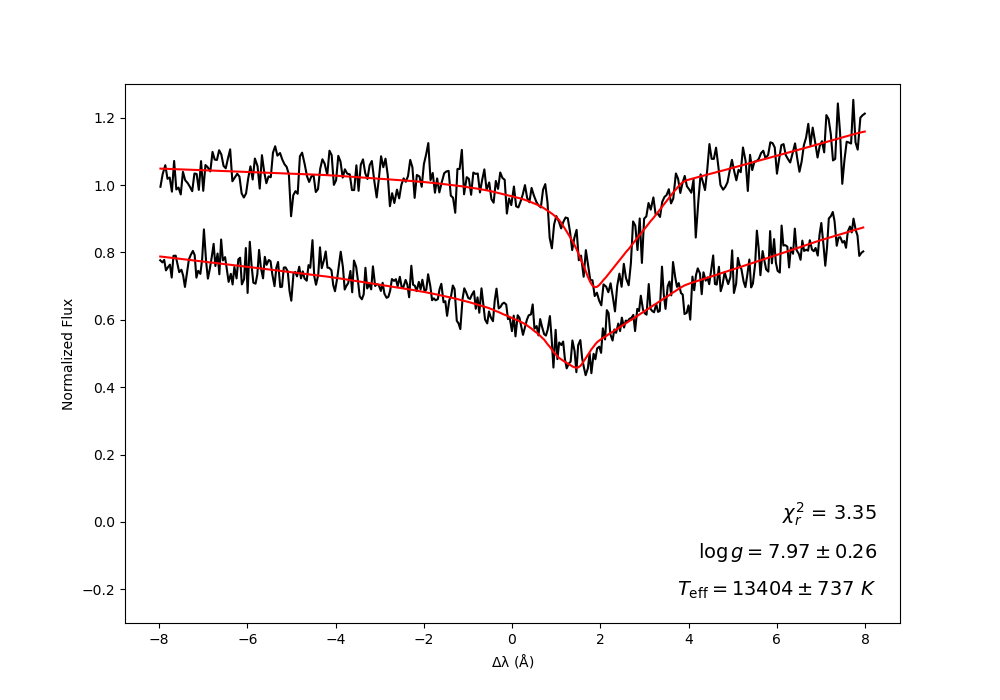 1.2
1.0
0.8
0.6
0.4
0.2
0.0
−0.2
Normalized Flux
χ²ᵣ = 3.35
log g = 7.97 ± 0.26
T_eff = 13404 ± 737 K
−8 −6 −4 −2 0 2 4 6 8
Δλ (Å)